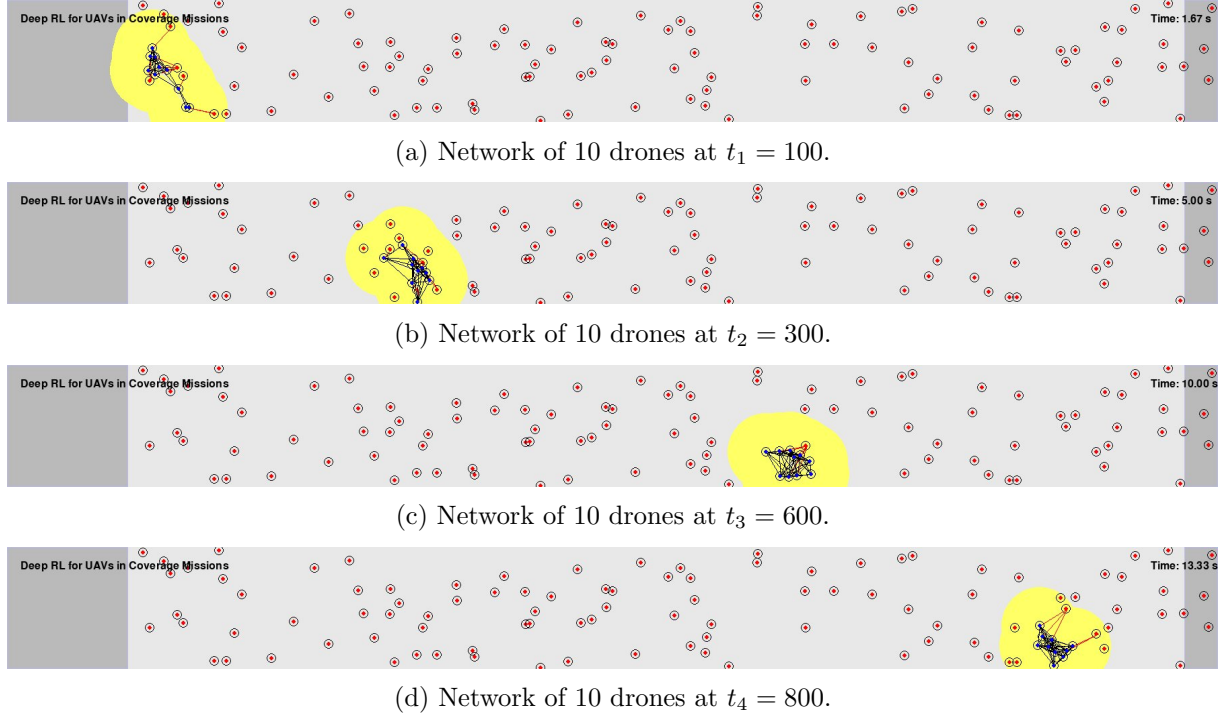 Deep RL for UAVs in Coverage Missions
Time: 1.67 s
(a) Network of 10 drones at t₁ = 100.
Deep RL for UAVs in Coverage Missions
Time: 5.00 s
(b) Network of 10 drones at t₂ = 300.
Deep RL for UAVs in Coverage Missions
Time: 10.00 s
(c) Network of 10 drones at t₃ = 600.
Deep RL for UAVs in Coverage Missions
Time: 13.33 s
(d) Network of 10 drones at t₄ = 800.